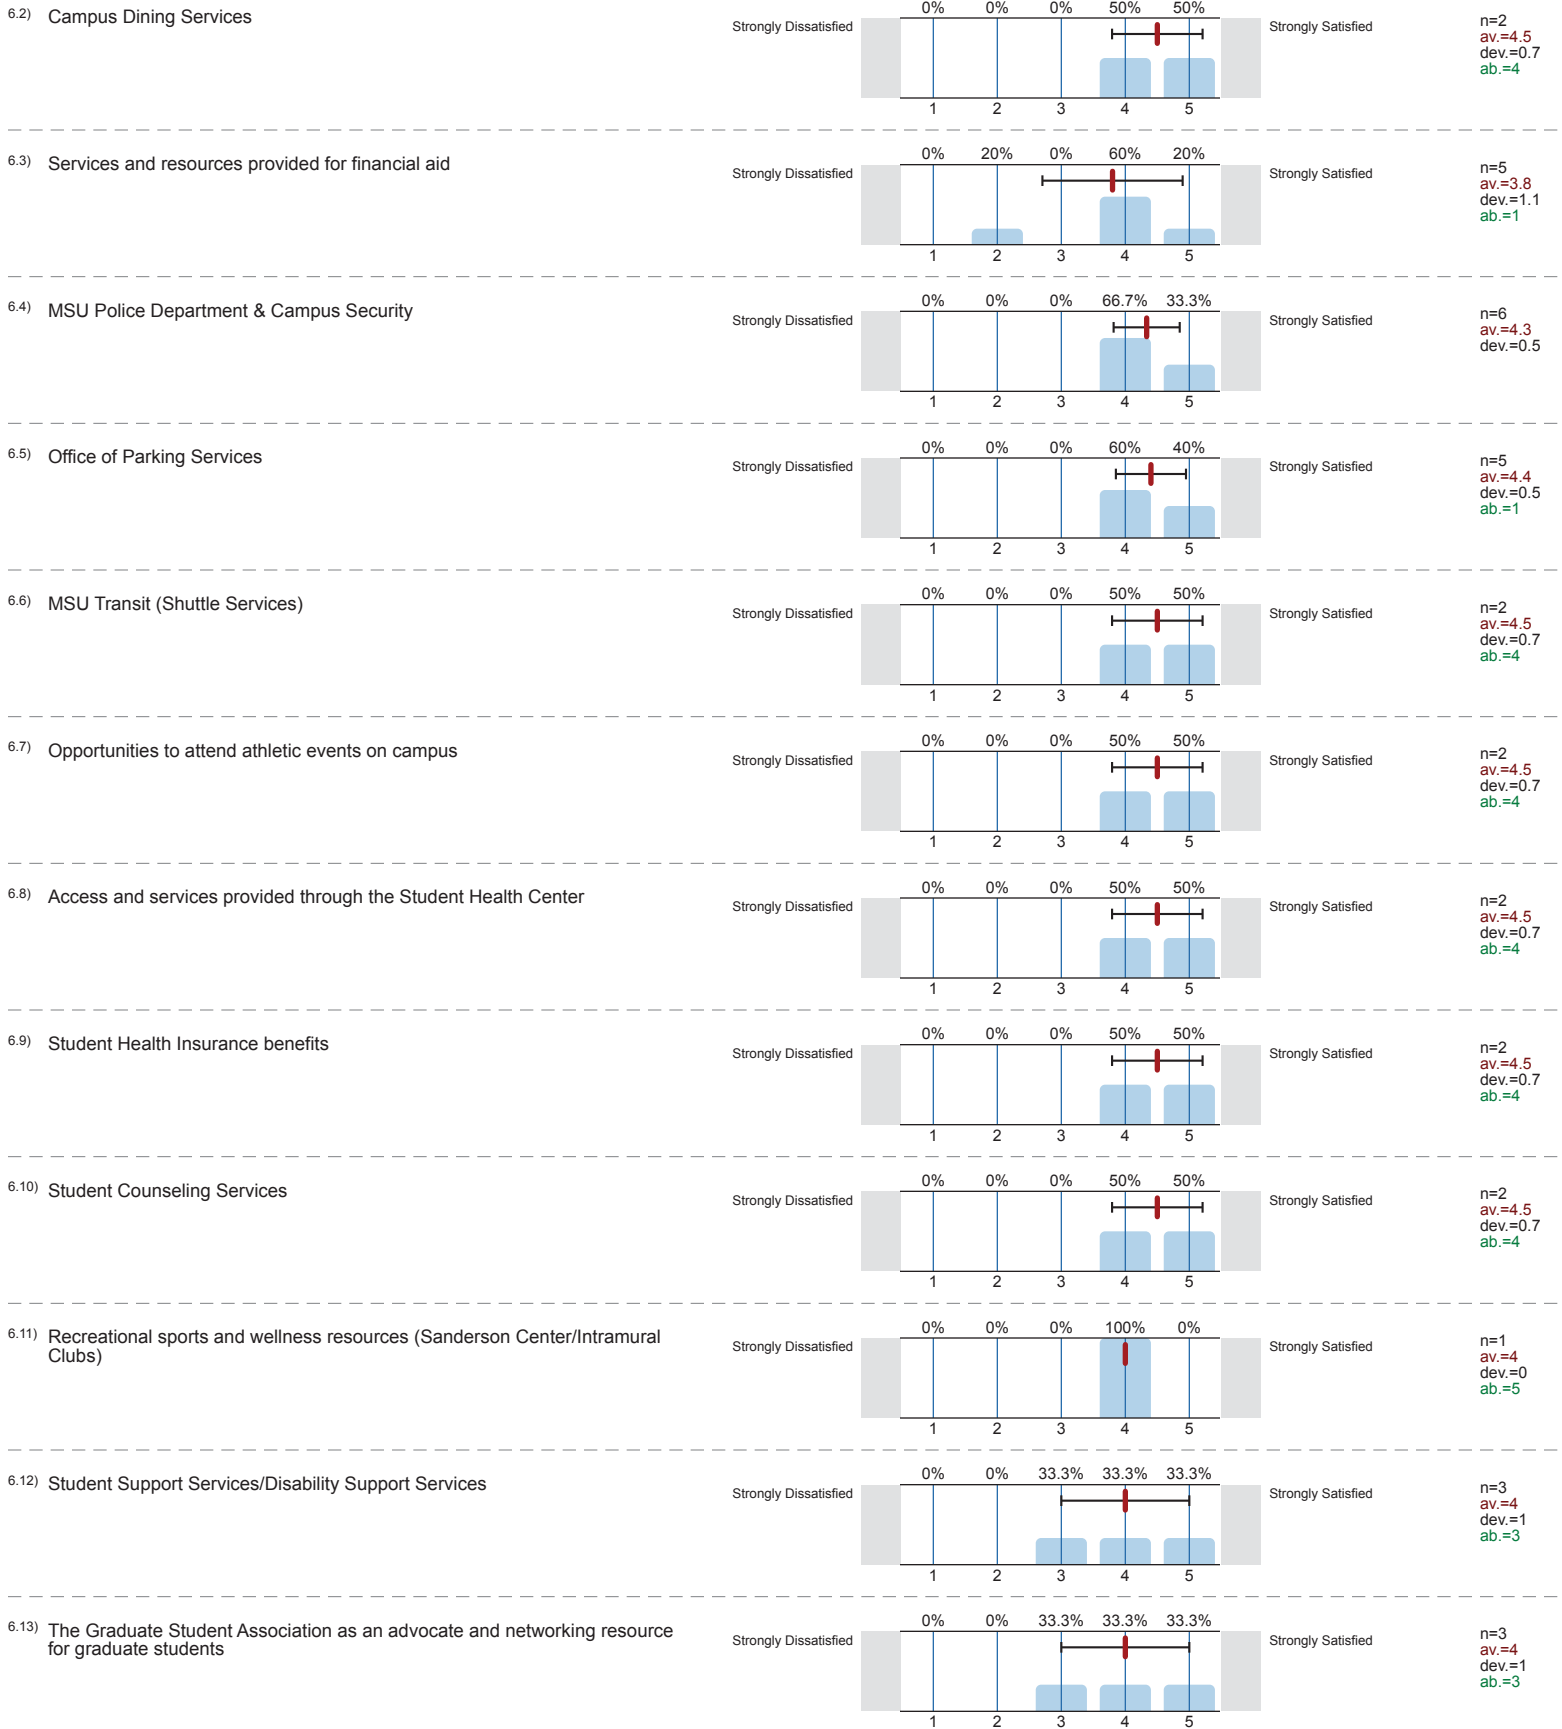 6.2) Campus Dining Services
0% 0% 0% 50% 50%
Strongly Dissatisfied Strongly Satisfied
1 2 3 4 5
n=2
av.=4.5
dev.=0.7
ab.=4
6.3) Services and resources provided for financial aid
0% 20% 0% 60% 20%
Strongly Dissatisfied Strongly Satisfied
1 2 3 4 5
n=5
av.=3.8
dev.=1.1
ab.=1
6.4) MSU Police Department & Campus Security
0% 0% 0% 66.7% 33.3%
Strongly Dissatisfied Strongly Satisfied
1 2 3 4 5
n=6
av.=4.3
dev.=0.5
6.5) Office of Parking Services
0% 0% 0% 60% 40%
Strongly Dissatisfied Strongly Satisfied
1 2 3 4 5
n=5
av.=4.4
dev.=0.5
ab.=1
6.6) MSU Transit (Shuttle Services)
0% 0% 0% 50% 50%
Strongly Dissatisfied Strongly Satisfied
1 2 3 4 5
n=2
av.=4.5
dev.=0.7
ab.=4
6.7) Opportunities to attend athletic events on campus
0% 0% 0% 50% 50%
Strongly Dissatisfied Strongly Satisfied
1 2 3 4 5
n=2
av.=4.5
dev.=0.7
ab.=4
6.8) Access and services provided through the Student Health Center
0% 0% 0% 50% 50%
Strongly Dissatisfied Strongly Satisfied
1 2 3 4 5
n=2
av.=4.5
dev.=0.7
ab.=4
6.9) Student Health Insurance benefits
0% 0% 0% 50% 50%
Strongly Dissatisfied Strongly Satisfied
1 2 3 4 5
n=2
av.=4.5
dev.=0.7
ab.=4
6.10) Student Counseling Services
0% 0% 0% 50% 50%
Strongly Dissatisfied Strongly Satisfied
1 2 3 4 5
n=2
av.=4.5
dev.=0.7
ab.=4
6.11) Recreational sports and wellness resources (Sanderson Center/Intramural
Clubs)
0% 0% 0% 100% 0%
Strongly Dissatisfied Strongly Satisfied
1 2 3 4 5
n=1
av.=4
dev.=0
ab.=5
6.12) Student Support Services/Disability Support Services
0% 0% 33.3% 33.3% 33.3%
Strongly Dissatisfied Strongly Satisfied
1 2 3 4 5
n=3
av.=4
dev.=1
ab.=3
6.13) The Graduate Student Association as an advocate and networking resource
for graduate students
0% 0% 33.3% 33.3% 33.3%
Strongly Dissatisfied Strongly Satisfied
1 2 3 4 5
n=3
av.=4
dev.=1
ab.=3